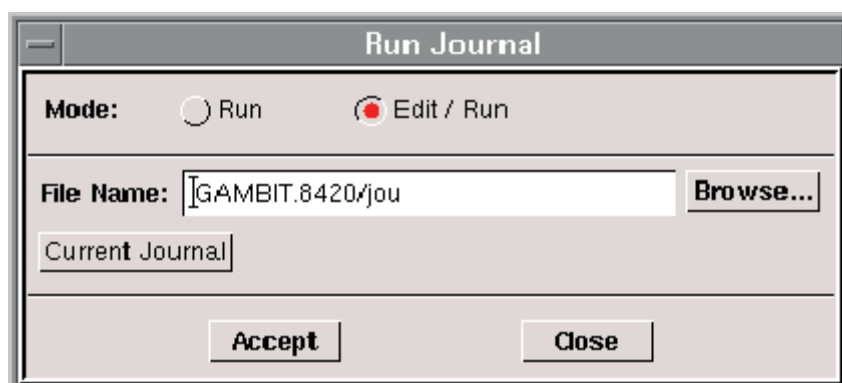 Run Journal
Mode: Run Edit / Run
File Name: GAMBIT.8420/jou Browse...
Current Journal
Accept Close